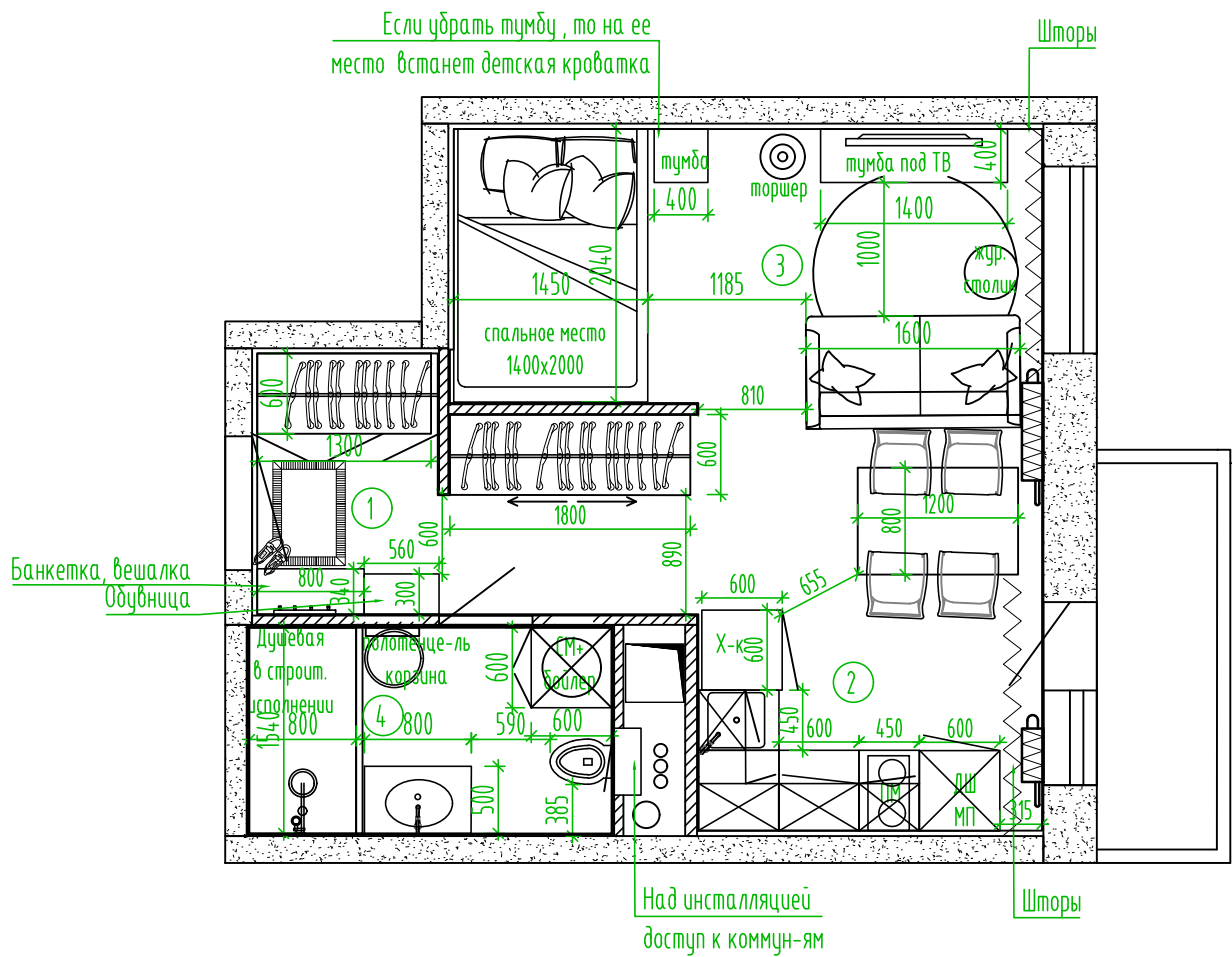 Если убрать тумбу , то на ее
место встанет детская кроватка
Шторы
тумба
торшер
тумба под ТВ
400
400
1400
1000
2040
3
жур.
столик
1450
1185
спальное место
1400х2000
1600
600
810
1300
600
1
1200
800
1800
600
560
890
Банкетка, вешалка
Обувница
800
340
300
655
600
Х-к
600
Душевая
в строит.
исполнении
полотенце-ль
корзина
СМ+
бойлер
600
2
4
1540
800
800
590
600
450
600
450
600
500
385
ПМ
ДШ
МП
315
Над инсталляцией
доступ к коммун-ям
Шторы